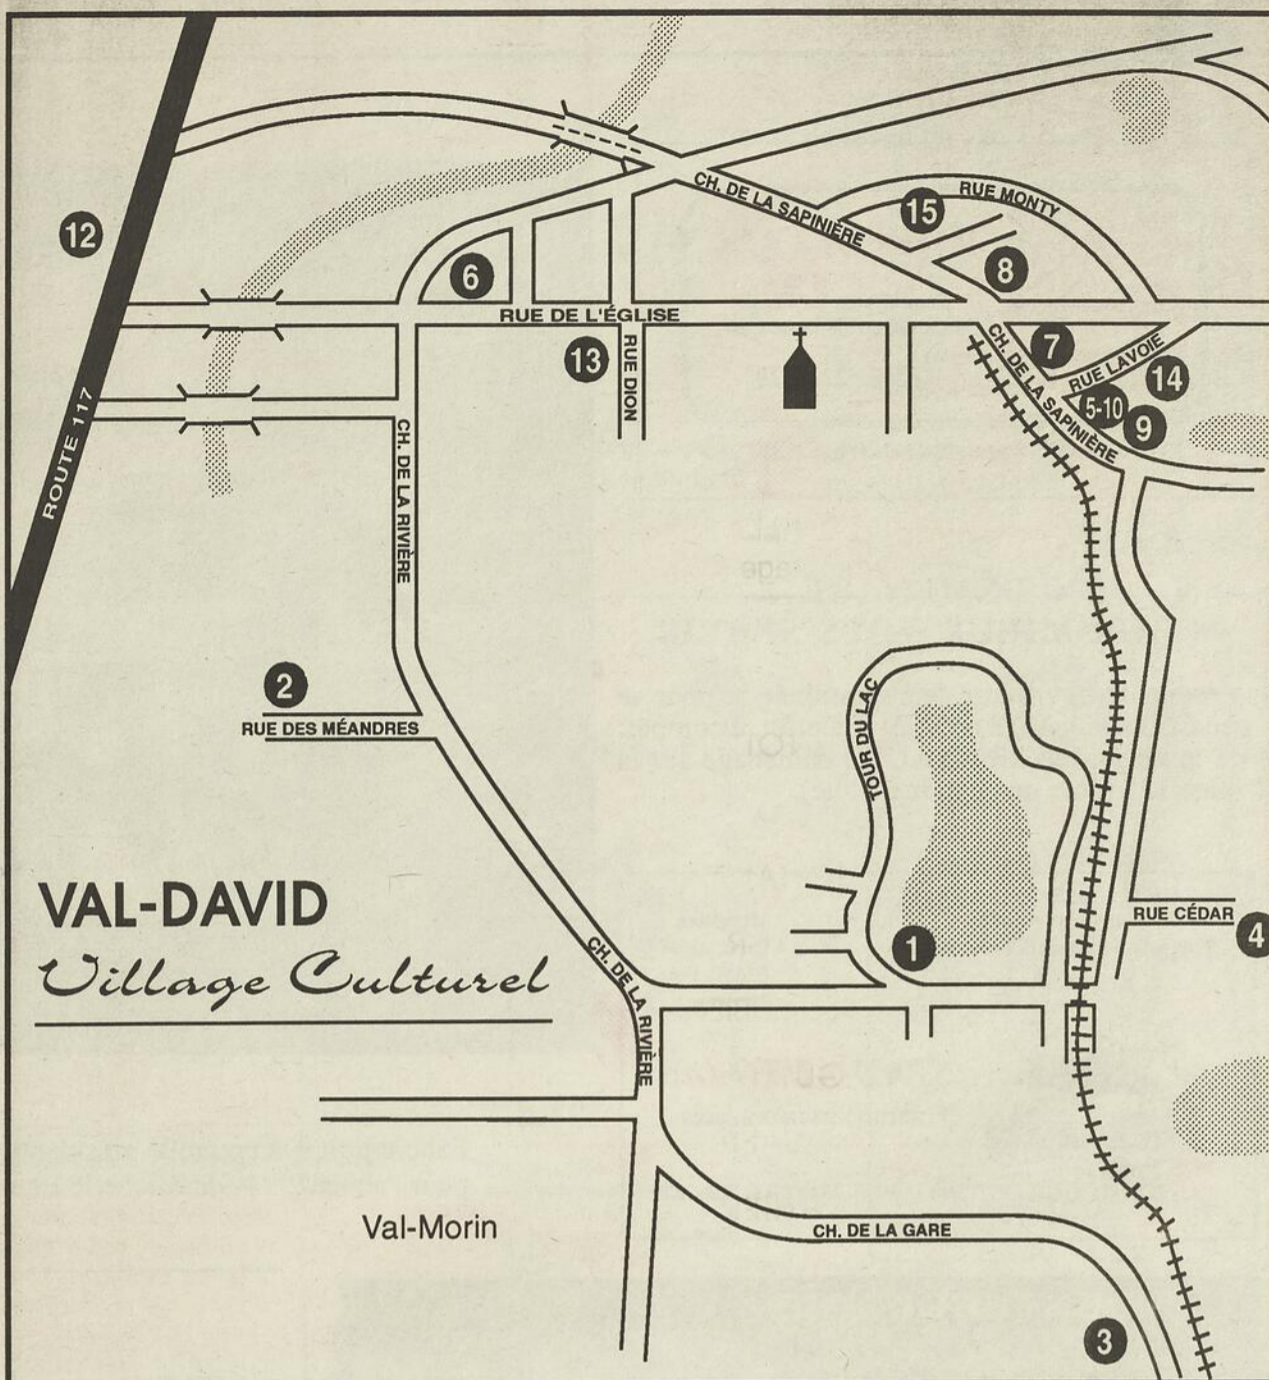 12
ROUTE 117
CH. DE LA SAPINIÈRE
RUE MONTY
15
8
6
RUE DE L'ÉGLISE
13
RUE DION
CH. DE LA SAPINIÈRE
7
RUE LAVOIE
14
5-10
9
CH. DE LA RIVIÈRE
2
RUE DES MÉANDRES
TOUR DU LAC
1
RUE CÉDAR
4
VAL-DAVID
Village Culturel
CH. DE LA RIVIÈRE
Val-Morin
CH. DE LA GARE
3